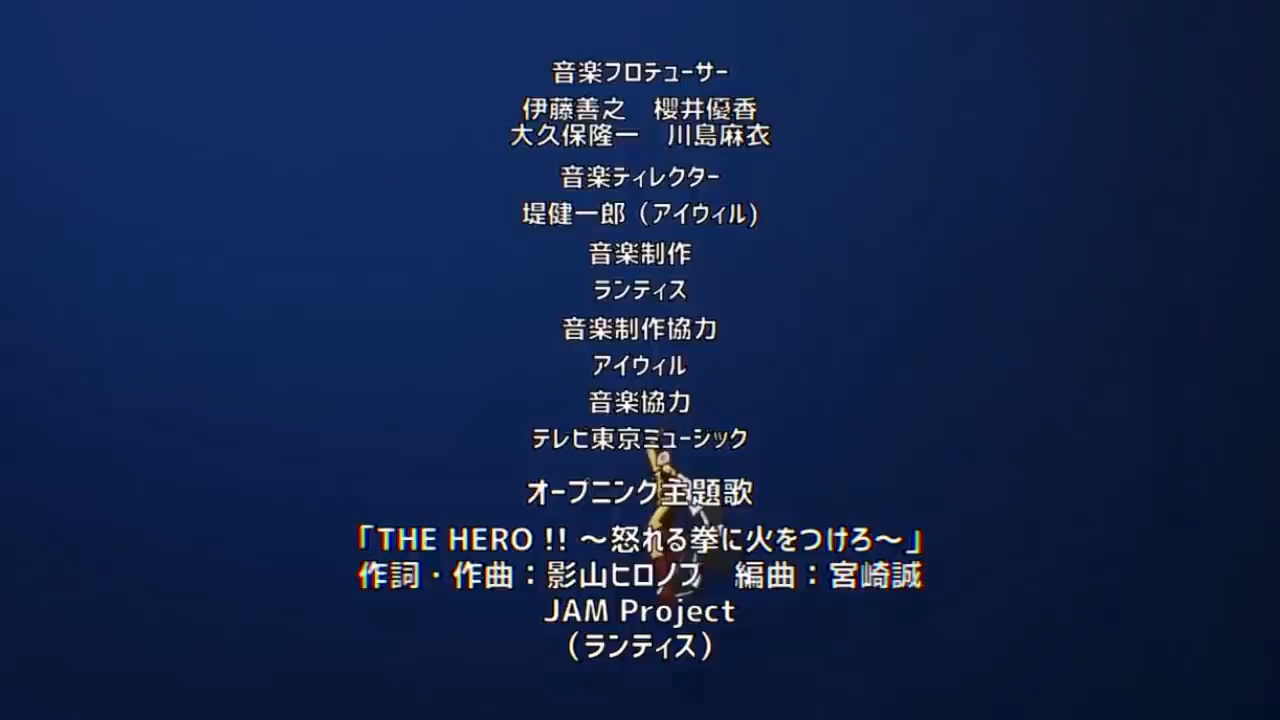 音楽プロデューサー
伊藤善之　櫻井優香
大久保隆一　川島麻衣
音楽ディレクター
堤健一郎（アイウィル）
音楽制作
ランティス
音楽制作協力
アイウィル
音楽協力
テレビ東京ミュージック
オープニング主題歌
「THE HERO !! ～怒れる拳に火をつけろ～」
作詞・作曲：影山ヒロノブ　編曲：宮崎誠
JAM Project
（ランティス）